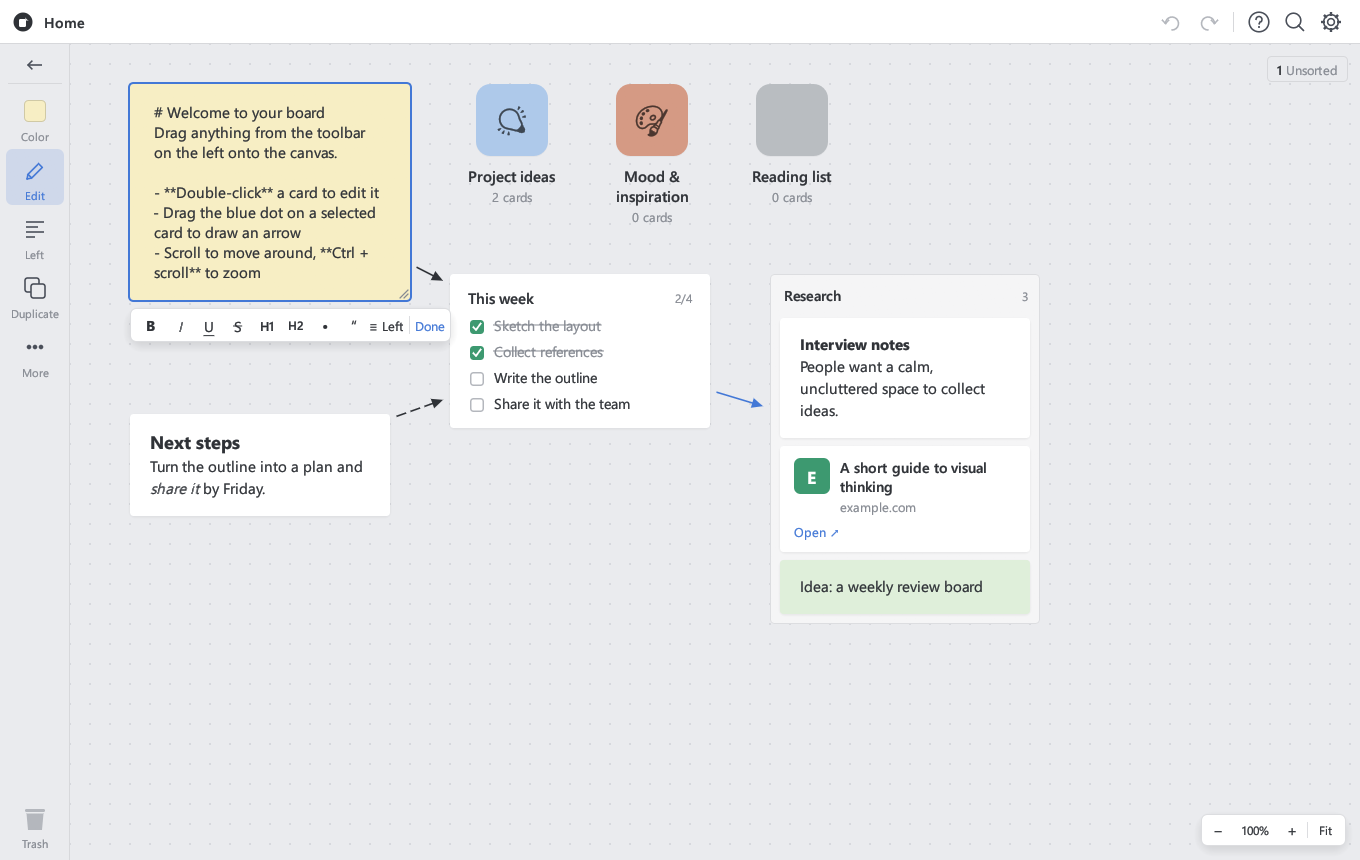 Home
1 Unsorted
Color
Edit
Left
Duplicate
More
Trash
# Welcome to your board
Drag anything from the toolbar
on the left onto the canvas.
- **Double-click** a card to edit it
- Drag the blue dot on a selected
card to draw an arrow
- Scroll to move around, **Ctrl +
scroll** to zoom
B I U S H1 H2 • “ ≡ Left Done
Project ideas
2 cards
Mood &
inspiration
0 cards
Reading list
0 cards
This week 2/4
Sketch the layout
Collect references
Write the outline
Share it with the team
Next steps
Turn the outline into a plan and
share it by Friday.
Research 3
Interview notes
People want a calm,
uncluttered space to collect
ideas.
E
A short guide to visual
thinking
example.com
Open ↗
Idea: a weekly review board
− 100% + Fit